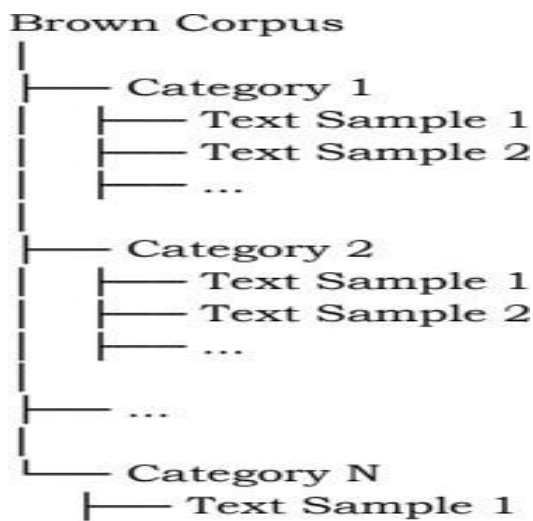 Brown Corpus
Category 1
Text Sample 1
Text Sample 2
...
Category 2
Text Sample 1
Text Sample 2
...
...
Category N
Text Sample 1